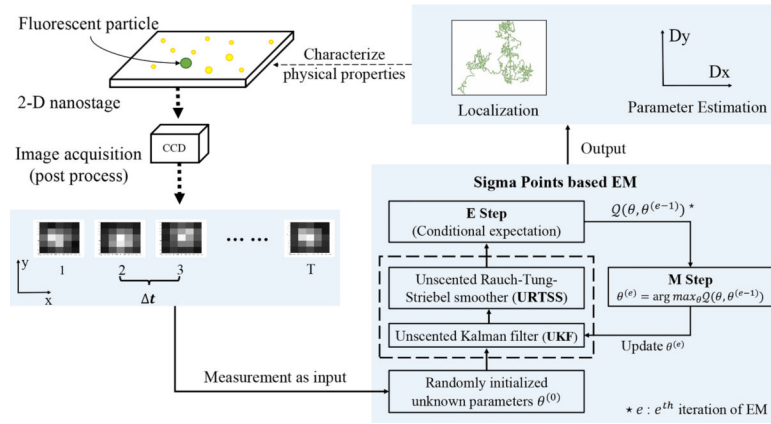 Fluorescent particle
2-D nanostage
Image acquisition
(post process)
CCD
y
x
1
2
3
... ...
T
Δt
Characterize
physical properties
Localization
Dy
Dx
Parameter Estimation
Output
Sigma Points based EM
E Step
(Conditional expectation)
Q(θ, θ^(e−1)) ⋆
Unscented Rauch-Tung-
Striebel smoother (URTSS)
Unscented Kalman filter (UKF)
M Step
θ^(e) = arg max_θ Q(θ, θ^(e−1))
Update θ^(e)
Measurement as input
Randomly initialized
unknown parameters θ^(0)
⋆ e : e^th iteration of EM